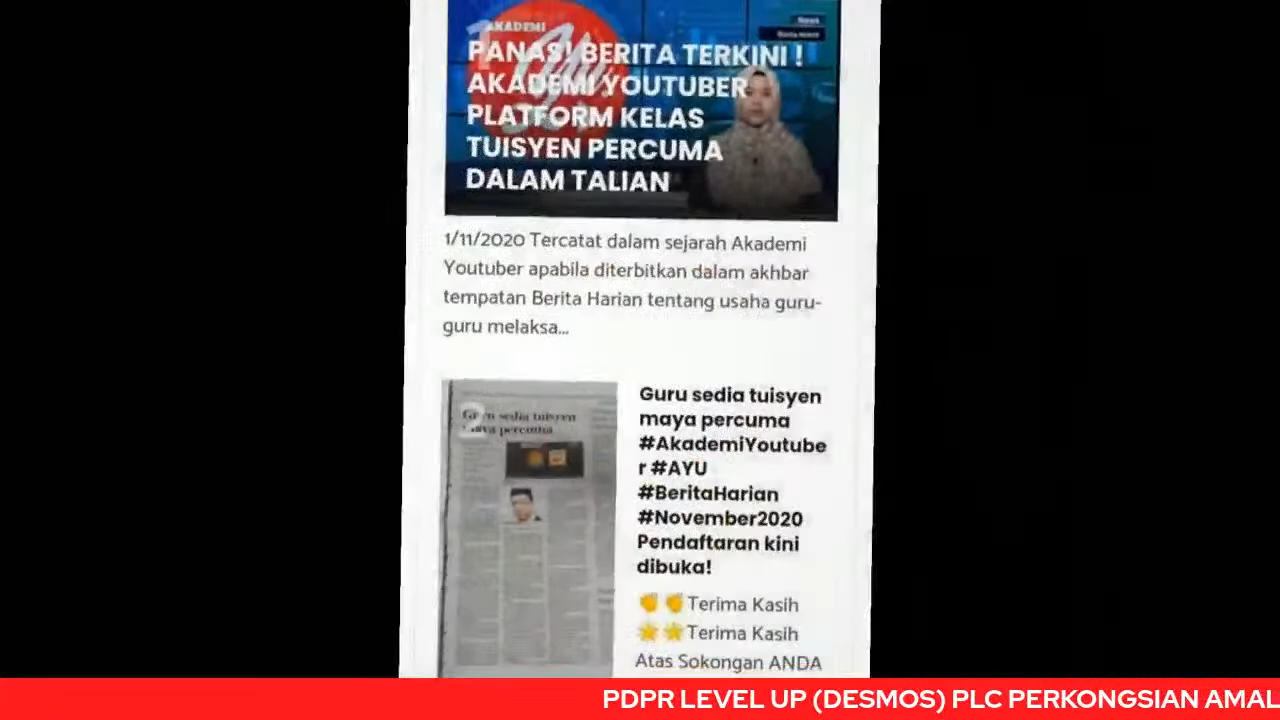 AKADEMI
News
PANAS! BERITA TERKINI !
AKADEMI YOUTUBER
PLATFORM KELAS
TUISYEN PERCUMA
DALAM TALIAN
1/11/2020 Tercatat dalam sejarah Akademi
Youtuber apabila diterbitkan dalam akhbar
tempatan Berita Harian tentang usaha guru-
guru melaksa...
2
Guru sedia tuisyen
maya percuma
Guru sedia tuisyen
maya percuma
#AkademiYoutube
r #AYU
#BeritaHarian
#November2020
Pendaftaran kini
dibuka!
👏👏Terima Kasih
🌟🌟Terima Kasih
Atas Sokongan ANDA
PDPR LEVEL UP (DESMOS) PLC PERKONGSIAN AMAL